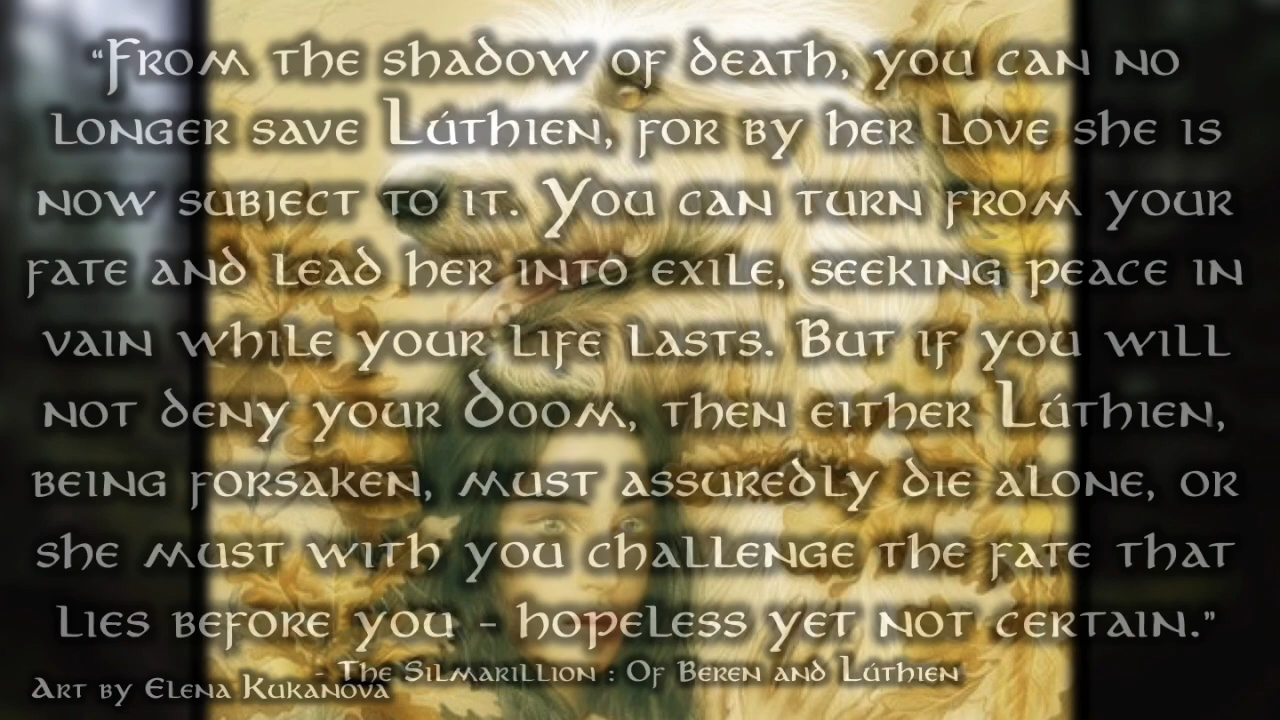 “From the shadow of death, you can no
longer save Lúthien, for by her love she is
now subject to it. You can turn from your
fate and lead her into exile, seeking peace in
vain while your life lasts. But if you will
not deny your Doom, then either Lúthien,
being forsaken, must assuredly die alone, or
she must with you challenge the fate that
lies before you - hopeless yet not certain.”
- The Silmarillion : Of Beren and Lúthien
Art by Elena Kukanova